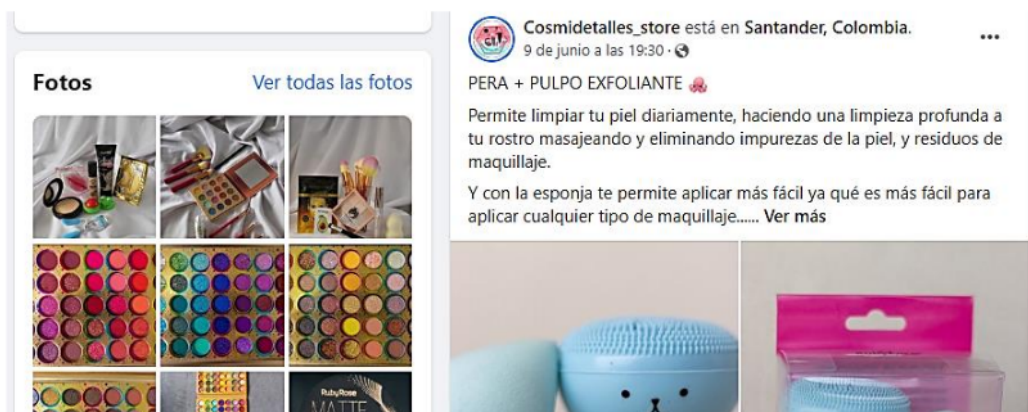 Fotos
Ver todas las fotos
RubyRose
MATTE
Cosmidetalles_store está en Santander, Colombia.
9 de junio a las 19:30 ·
PERA + PULPO EXFOLIANTE
Permite limpiar tu piel diariamente, haciendo una limpieza profunda a
tu rostro masajeando y eliminando impurezas de la piel, y residuos de
maquillaje.
Y con la esponja te permite aplicar más fácil ya qué es más fácil para
aplicar cualquier tipo de maquillaje...... Ver más